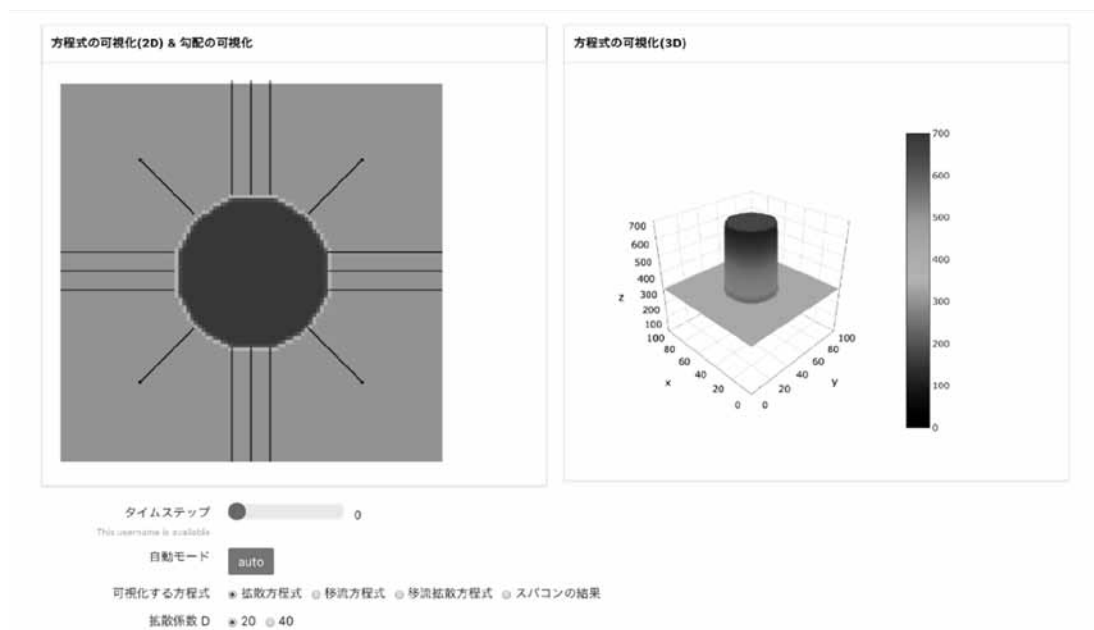 方程式の可視化(2D) & 勾配の可視化
方程式の可視化(3D)
700
600
500
400
300
200
100
0
700
600
500
400
300
200
100
z
100
80
60
40
20
0
x
100
80
60
40
20
0
y
タイムステップ 0
This username is available
自動モード auto
可視化する方程式 拡散方程式 移流方程式 移流拡散方程式 スパコンの結果
拡散係数 D 20 40